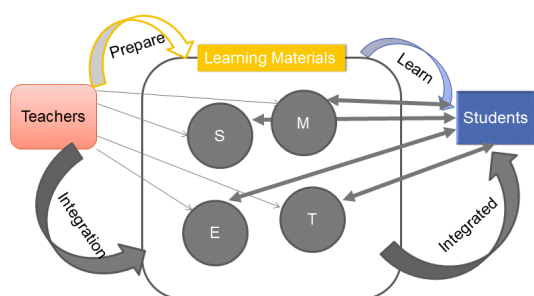 Prepare
Learning Materials
Learn
Teachers
S
M
Students
E
T
Integration
Integrated